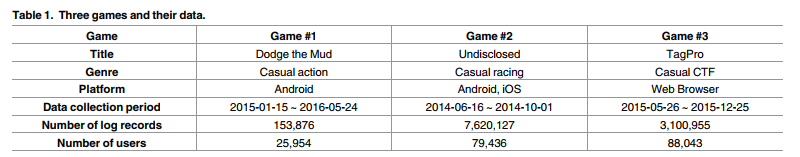 Table 1. Three games and their data.
Game Game #1 Game #2 Game #3
Title Dodge the Mud Undisclosed TagPro
Genre Casual action Casual racing Casual CTF
Platform Android Android, iOS Web Browser
Data collection period 2015-01-15 ~ 2016-05-24 2014-06-16 ~ 2014-10-01 2015-05-26 ~ 2015-12-25
Number of log records 153,876 7,620,127 3,100,955
Number of users 25,954 79,436 88,043